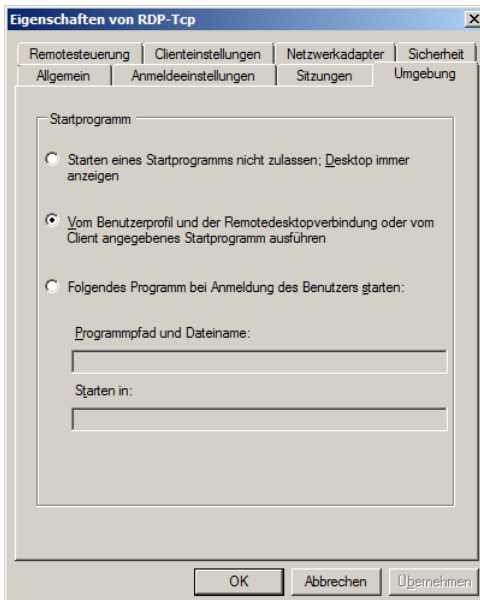 Eigenschaften von RDP-Tcp
Remotesteuerung Clienteinstellungen Netzwerkadapter Sicherheit
Allgemein Anmeldeeinstellungen Sitzungen Umgebung
Startprogramm
Starten eines Startprogramms nicht zulassen; Desktop immer
anzeigen
Vom Benutzerprofil und der Remotedesktopverbindung oder vom
Client angegebenes Startprogramm ausführen
Folgendes Programm bei Anmeldung des Benutzers starten:
Programmpfad und Dateiname:
Starten in:
OK Abbrechen Übernehmen